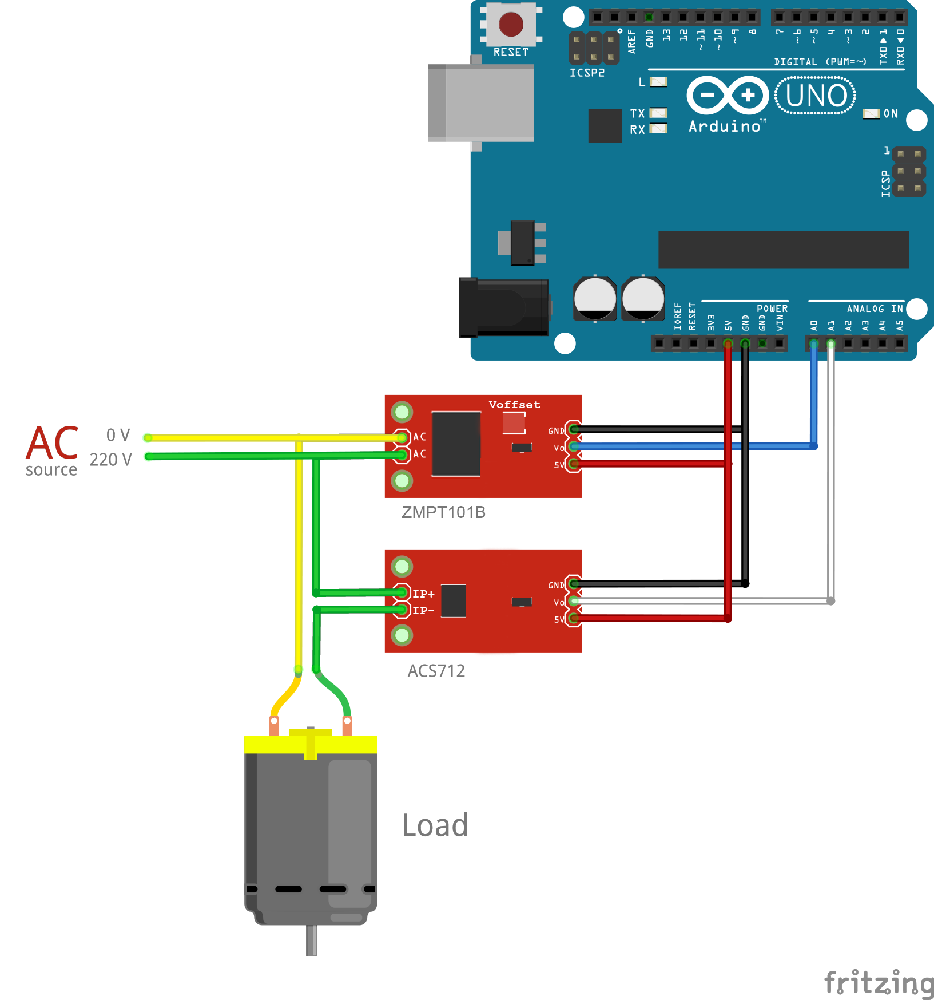 RESET
ICSP2
AREF
GND
13
12
~11
~10
~9
8
7
~6
~5
4
~3
2
TX0▶1
RX0◀0
DIGITAL (PWM=~)
L
TX
RX
Arduino™
UNO
ON
1
ICSP
POWER
ANALOG IN
IOREF
RESET
3V3
5V
GND
GND
VIN
A0
A1
A2
A3
A4
A5
AC
source
0 V
220 V
Voffset
AC
AC
GND
Vo
5V
ZMPT101B
IP+
IP-
GND
Vo
5V
ACS712
Load
fritzing